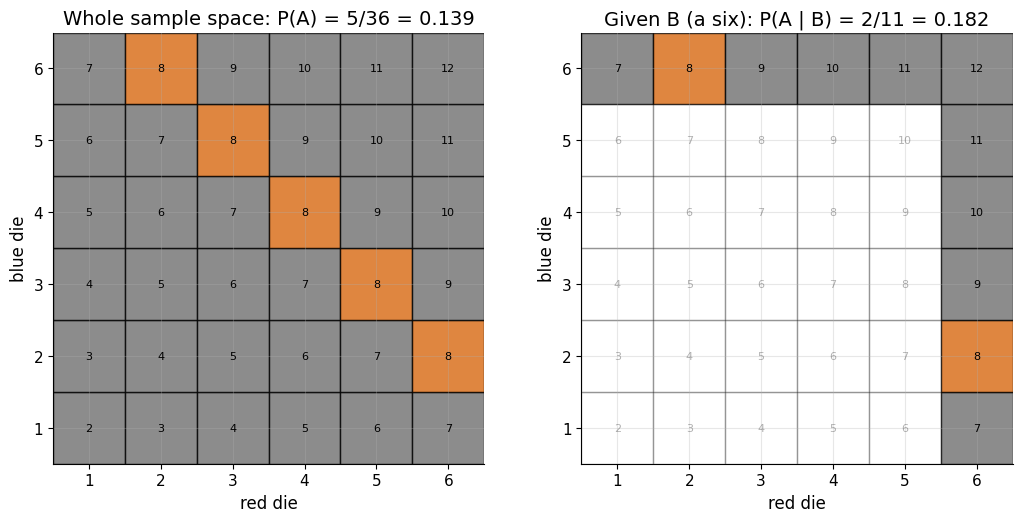 Whole sample space: P(A) = 5/36 = 0.139
6 7 8 9 10 11 12
5 6 7 8 9 10 11
4 5 6 7 8 9 10
3 4 5 6 7 8 9
2 3 4 5 6 7 8
1 2 3 4 5 6 7
1 2 3 4 5 6
blue die
red die
Given B (a six): P(A | B) = 2/11 = 0.182
6 7 8 9 10 11 12
5 6 7 8 9 10 11
4 5 6 7 8 9 10
3 4 5 6 7 8 9
2 3 4 5 6 7 8
1 2 3 4 5 6 7
1 2 3 4 5 6
blue die
red die